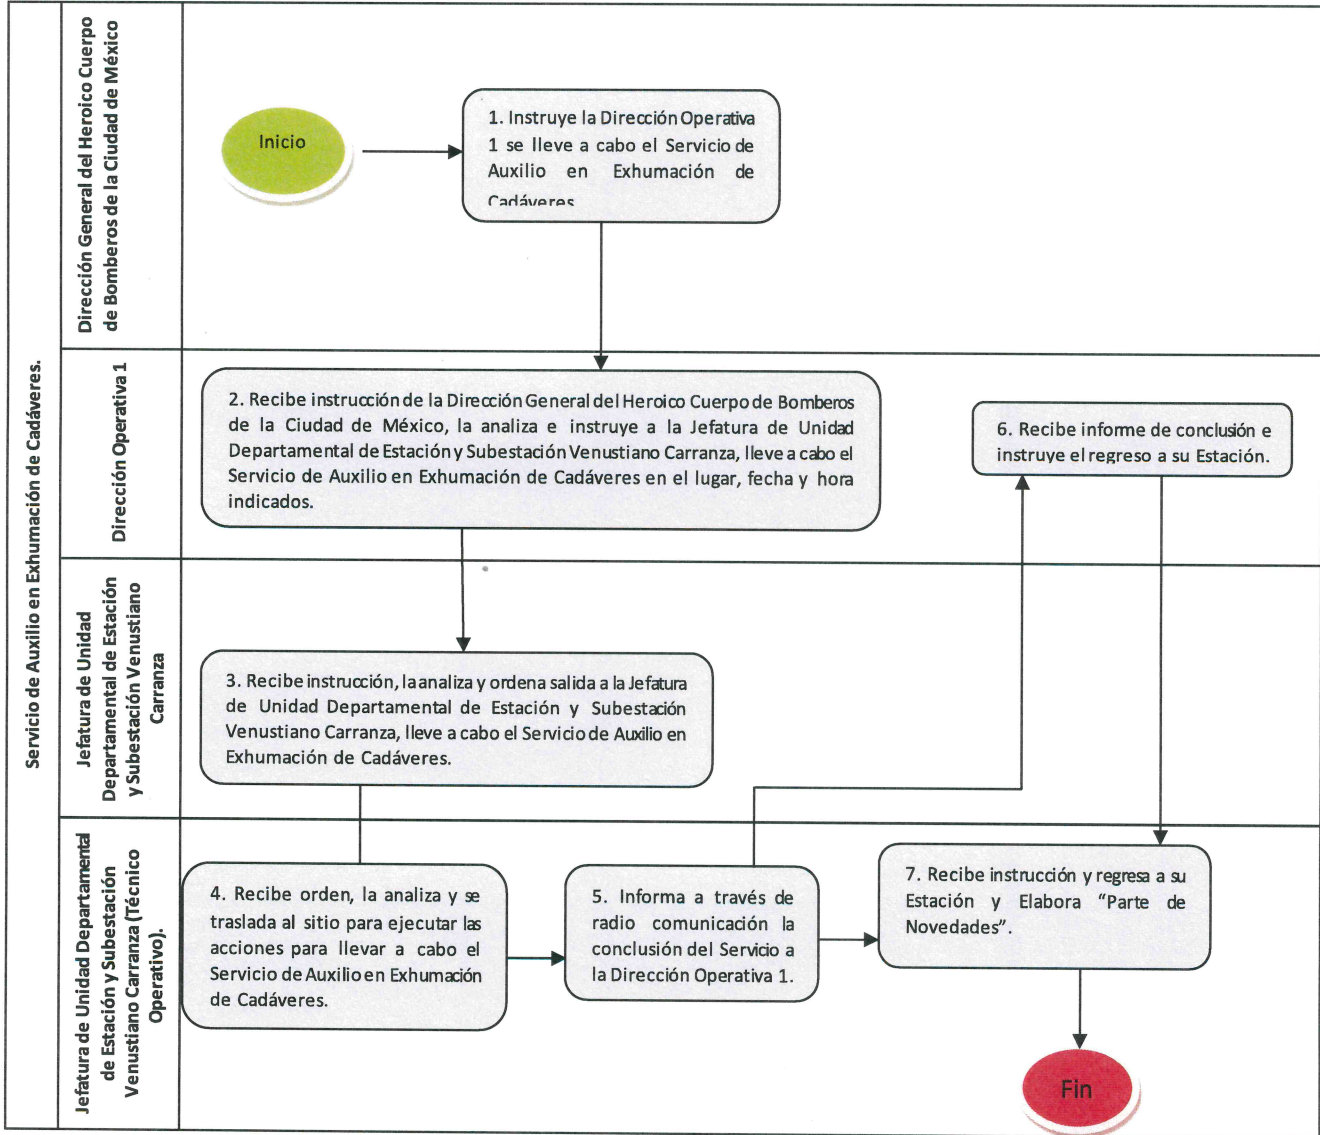 Servicio de Auxilio en Exhumación de Cadáveres.
Dirección General del Heroico Cuerpo
de Bomberos de la Ciudad de México
Inicio
1. Instruye la Dirección Operativa
1 se lleve a cabo el Servicio de
Auxilio en Exhumación de
Cadáveres
Dirección Operativa 1
2. Recibe instrucción de la Dirección General del Heroico Cuerpo de Bomberos
de la Ciudad de México, la analiza e instruye a la Jefatura de Unidad
Departamental de Estación y Subestación Venustiano Carranza, lleve a cabo el
Servicio de Auxilio en Exhumación de Cadáveres en el lugar, fecha y hora
indicados.
6. Recibe informe de conclusión e
instruye el regreso a su Estación.
Jefatura de Unidad
Departamental de Estación
y Subestación Venustiano
Carranza
3. Recibe instrucción, la analiza y ordena salida a la Jefatura
de Unidad Departamental de Estación y Subestación
Venustiano Carranza, lleve a cabo el Servicio de Auxilio en
Exhumación de Cadáveres.
Jefatura de Unidad Departamental
de Estación y Subestación
Venustiano Carranza (Técnico
Operativo).
4. Recibe orden, la analiza y se
traslada al sitio para ejecutar las
acciones para llevar a cabo el
Servicio de Auxilio en Exhumación
de Cadáveres.
5. Informa a través de
radio comunicación la
conclusión del Servicio a
la Dirección Operativa 1.
7. Recibe instrucción y regresa a su
Estación y Elabora "Parte de
Novedades".
Fin